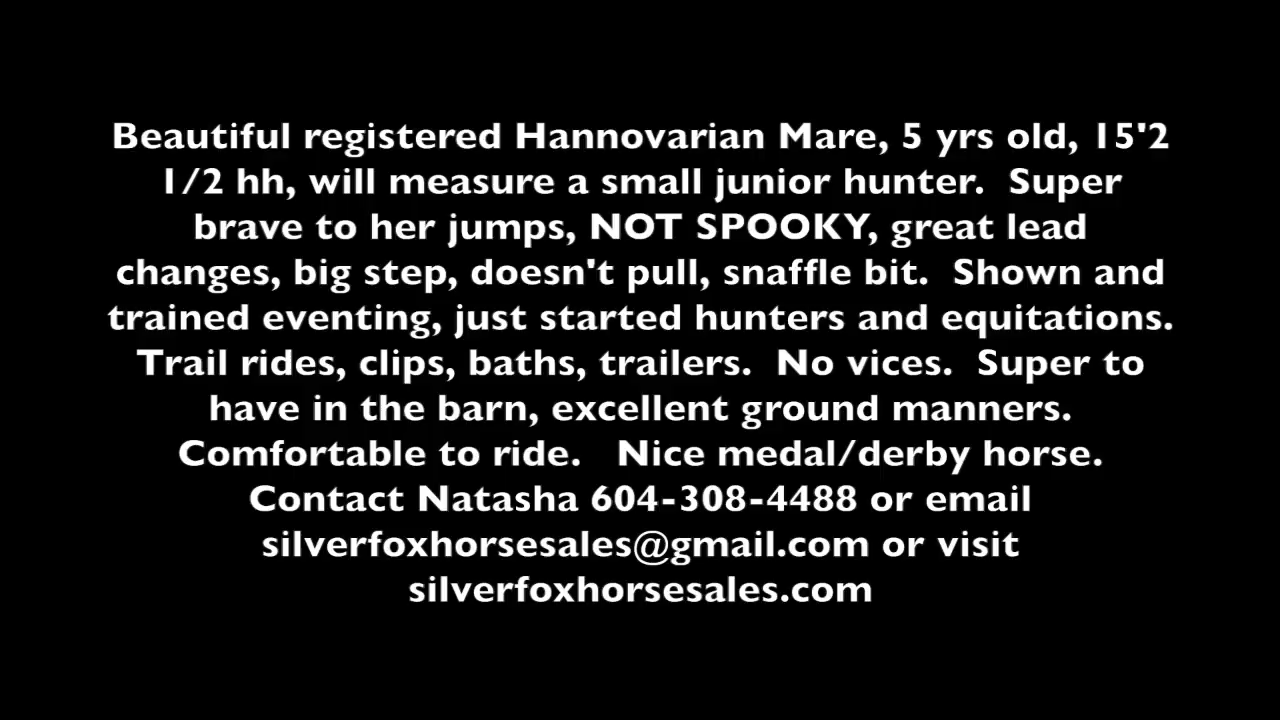 Beautiful registered Hannovarian Mare, 5 yrs old, 15'2
1/2 hh, will measure a small junior hunter.  Super
brave to her jumps, NOT SPOOKY, great lead
changes, big step, doesn't pull, snaffle bit.  Shown and
trained eventing, just started hunters and equitations.
Trail rides, clips, baths, trailers.  No vices.  Super to
have in the barn, excellent ground manners.
Comfortable to ride.   Nice medal/derby horse.
Contact Natasha 604-308-4488 or email
silverfoxhorsesales@gmail.com or visit
silverfoxhorsesales.com